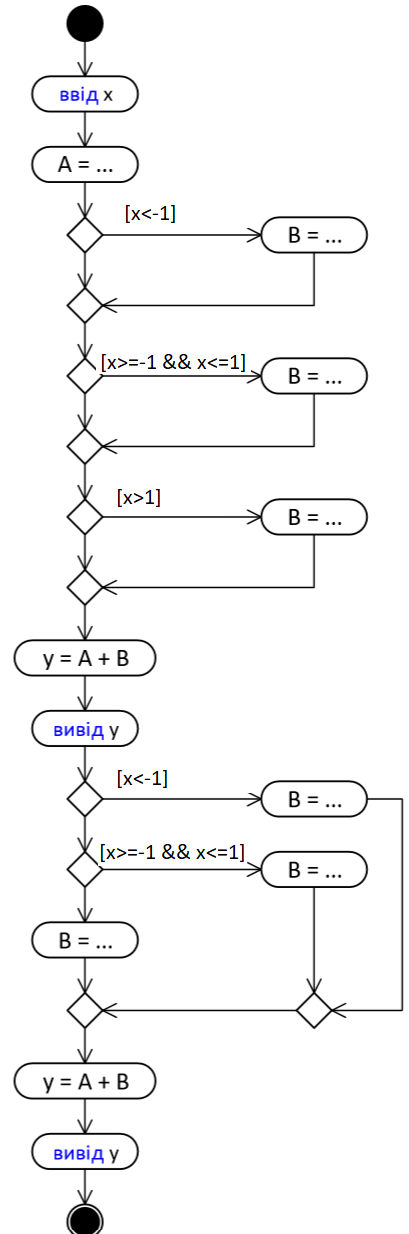 ввід x
A = ...
[x<-1]
B = ...
[x>=-1 && x<=1]
B = ...
[x>1]
B = ...
y = A + B
вивід y
[x<-1]
B = ...
[x>=-1 && x<=1]
B = ...
B = ...
y = A + B
вивід y